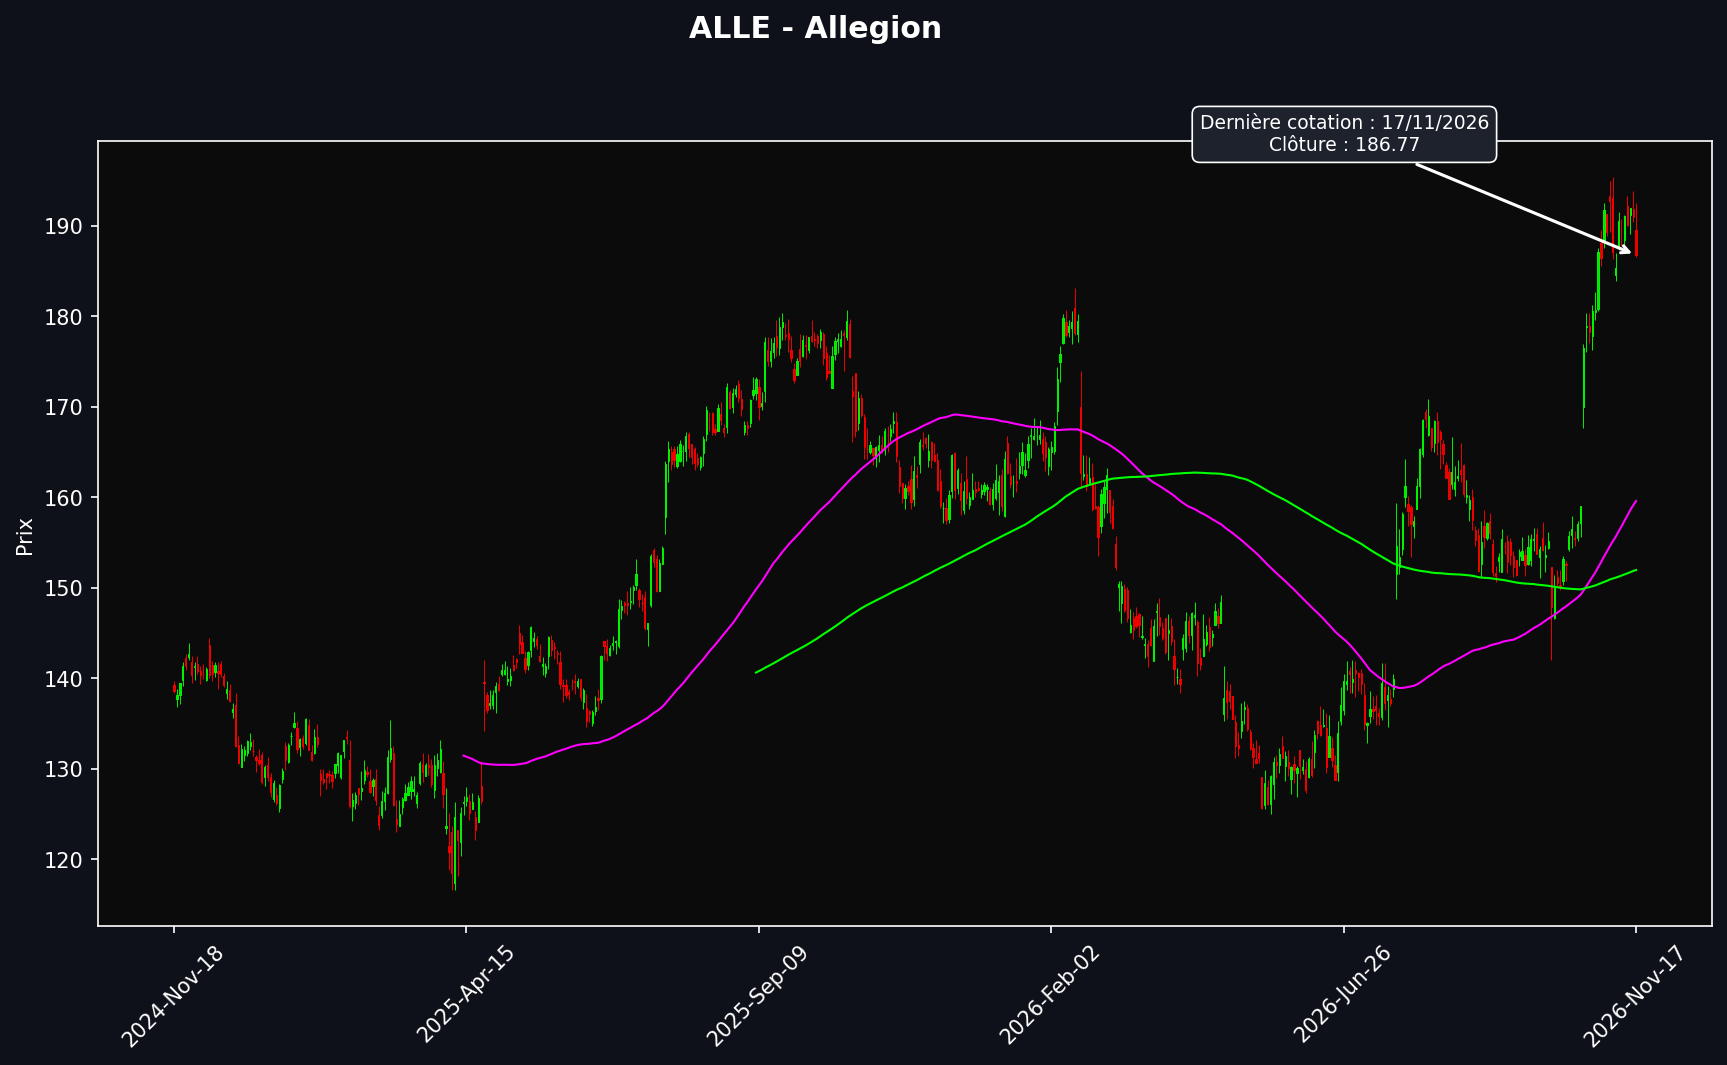 ALLE - Allegion
Dernière cotation : 17/11/2026
Clôture : 186.77
Prix
190
180
170
160
150
140
130
120
2024-Nov-18
2025-Apr-15
2025-Sep-09
2026-Feb-02
2026-Jun-26
2026-Nov-17